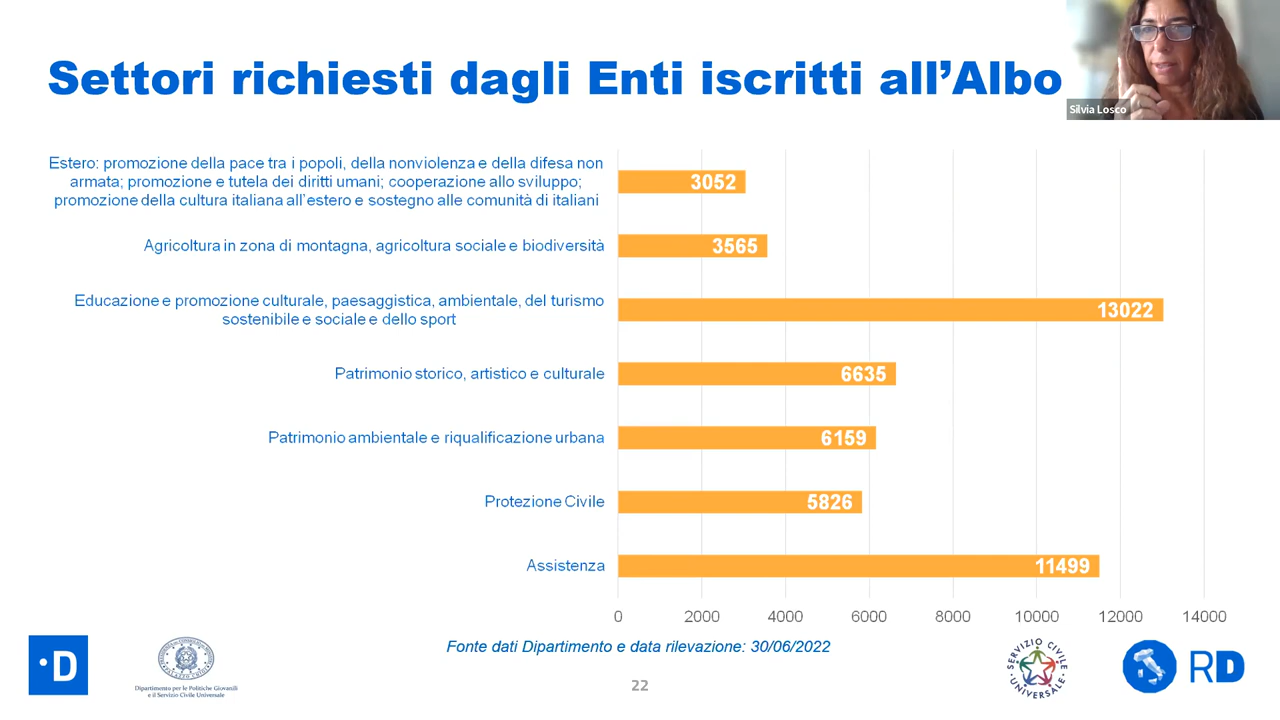 Settori richiesti dagli Enti iscritti all’Albo
Silvia Losco
Estero: promozione della pace tra i popoli, della nonviolenza e della difesa non
armata; promozione e tutela dei diritti umani; cooperazione allo sviluppo;
promozione della cultura italiana all’estero e sostegno alle comunità di italiani
3052
Agricoltura in zona di montagna, agricoltura sociale e biodiversità
3565
Educazione e promozione culturale, paesaggistica, ambientale, del turismo
sostenibile e sociale e dello sport
13022
Patrimonio storico, artistico e culturale
6635
Patrimonio ambientale e riqualificazione urbana
6159
Protezione Civile
5826
Assistenza
11499
0 2000 4000 6000 8000 10000 12000 14000
Fonte dati Dipartimento e data rilevazione: 30/06/2022
·D
Dipartimento per le Politiche Giovanili
e il Servizio Civile Universale
22
SERVIZIO CIVILE
UNIVERSALE
RD